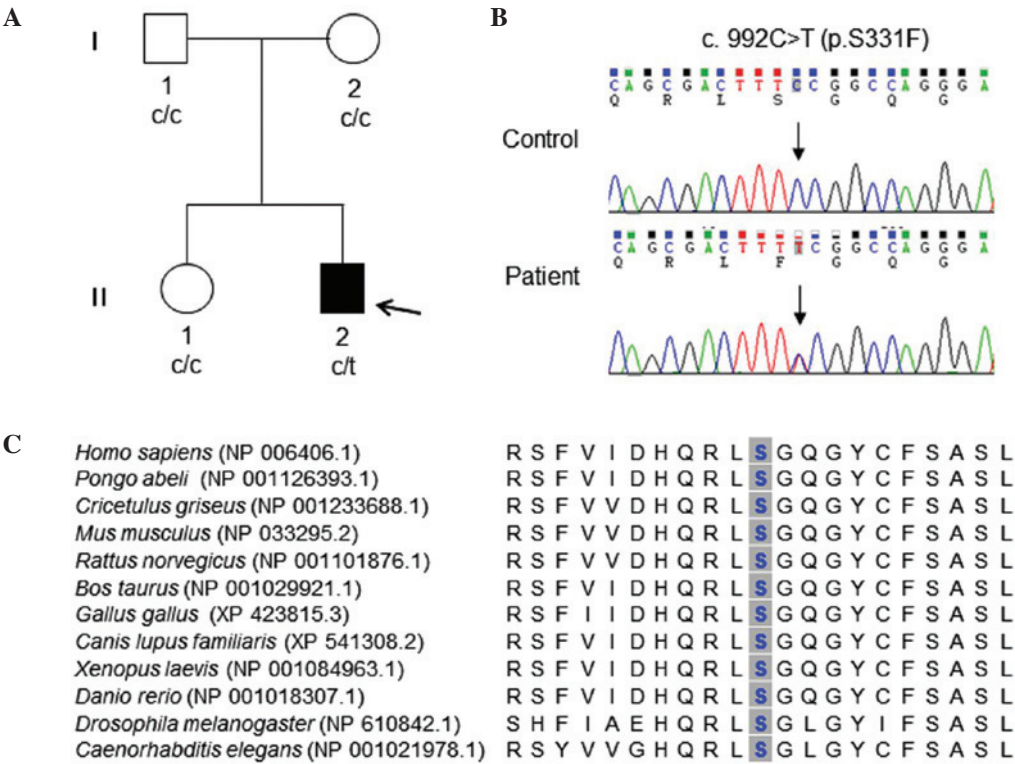 A
I
1
c/c
2
c/c
II
1
c/c
2
c/t
B
c. 992C>T (p.S331F)
C A G C G A C T T T C C G G C C A G G G A
Q R L S G Q G
Control
C A G C G A C T T T T C G G C C A G G G A
Q R L F G Q G
Patient
C
Homo sapiens (NP 006406.1) R S F V I D H Q R L S G Q G Y C F S A S L
Pongo abeli (NP 001126393.1) R S F V I D H Q R L S G Q G Y C F S A S L
Cricetulus griseus (NP 001233688.1) R S F V V D H Q R L S G Q G Y C F S A S L
Mus musculus (NP 033295.2) R S F V V D H Q R L S G Q G Y C F S A S L
Rattus norvegicus (NP 001101876.1) R S F V V D H Q R L S G Q G Y C F S A S L
Bos taurus (NP 001029921.1) R S F V I D H Q R L S G Q G Y C F S A S L
Gallus gallus (XP 423815.3) R S F I I D H Q R L S G Q G Y C F S A S L
Canis lupus familiaris (XP 541308.2) R S F V I D H Q R L S G Q G Y C F S A S L
Xenopus laevis (NP 001084963.1) R S F V I D H Q R L S G Q G Y C F S A S L
Danio rerio (NP 001018307.1) R S F V I D H Q R L S G Q G Y C F S A S L
Drosophila melanogaster (NP 610842.1) S H F I A E H Q R L S G L G Y I F S A S L
Caenorhabditis elegans (NP 001021978.1) R S Y V V G H Q R L S G L G Y C F S A S L